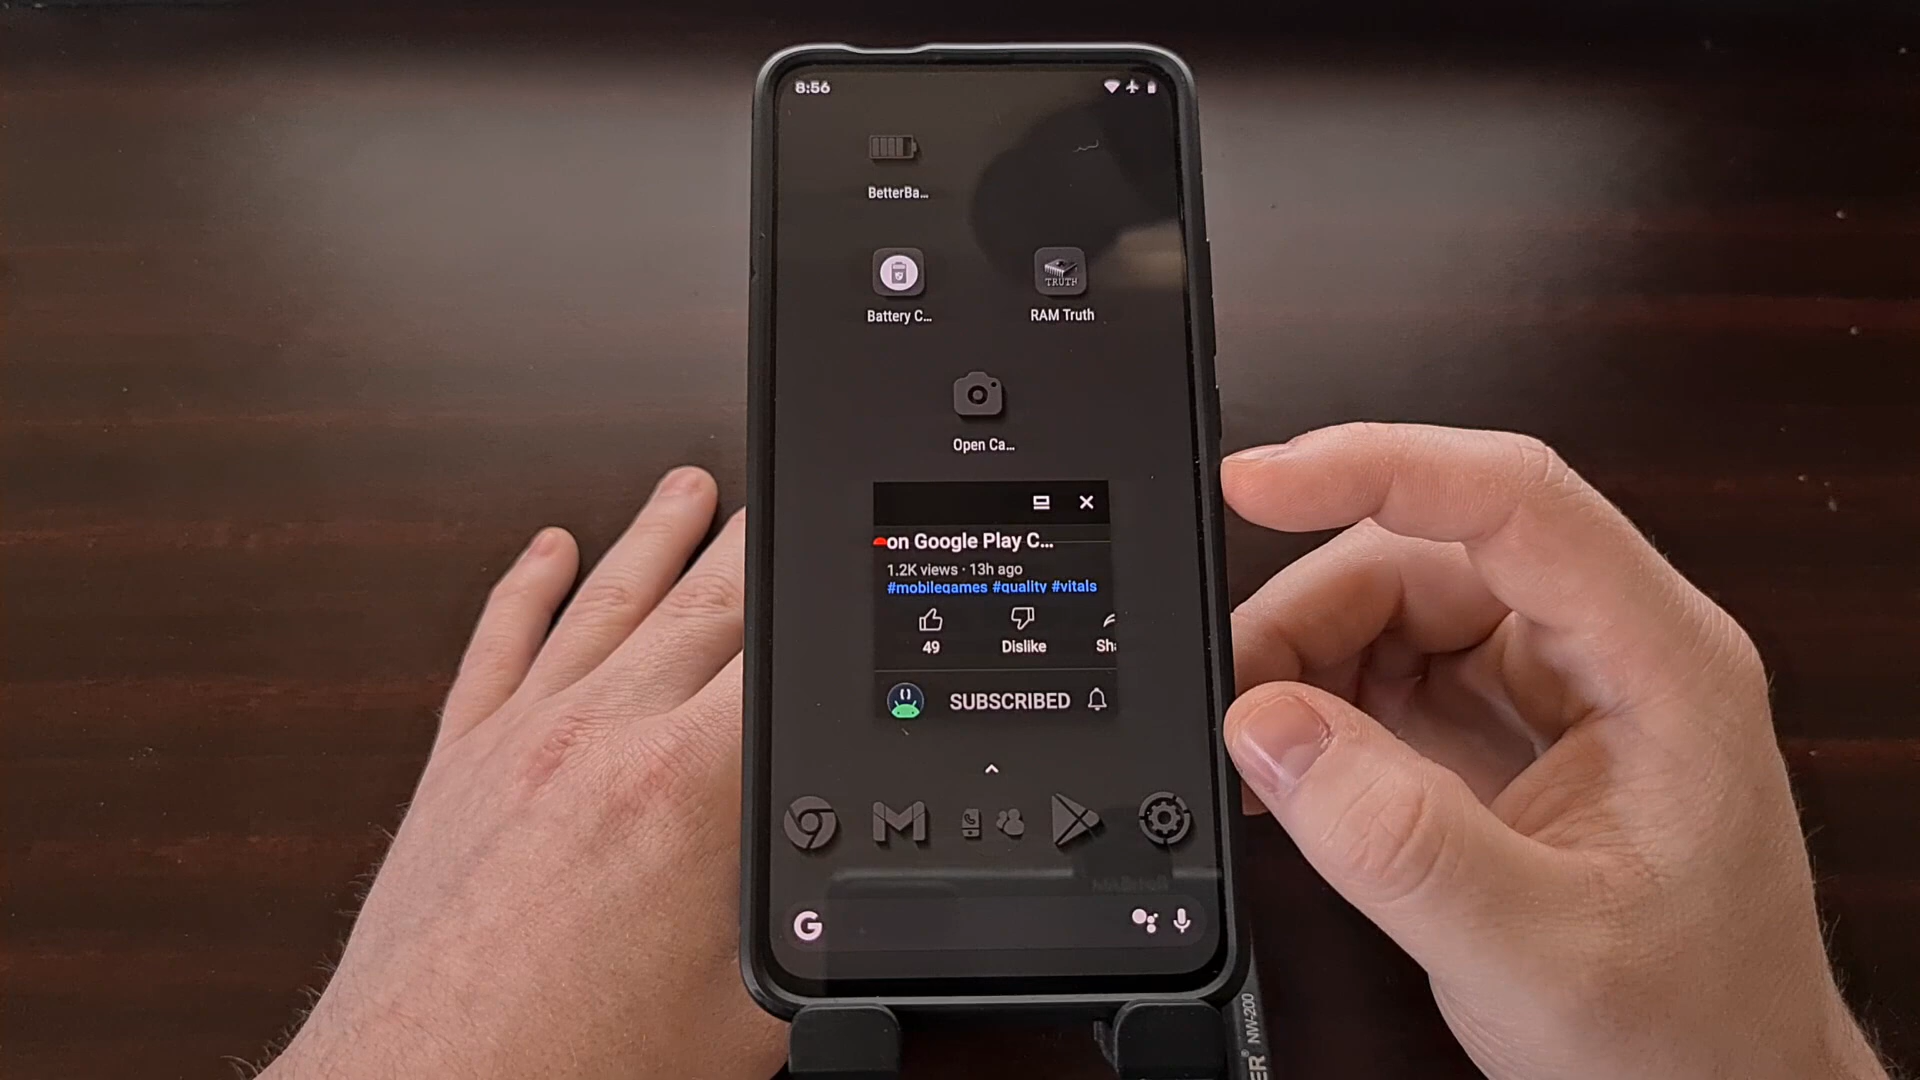 8:56
BetterBa...
Battery C...
TRUTH
RAM Truth
Open Ca...
on Google Play C...
1.2K views · 13h ago
#mobilegames #quality #vitals
49
Dislike
Sha
SUBSCRIBED
G
NW-200